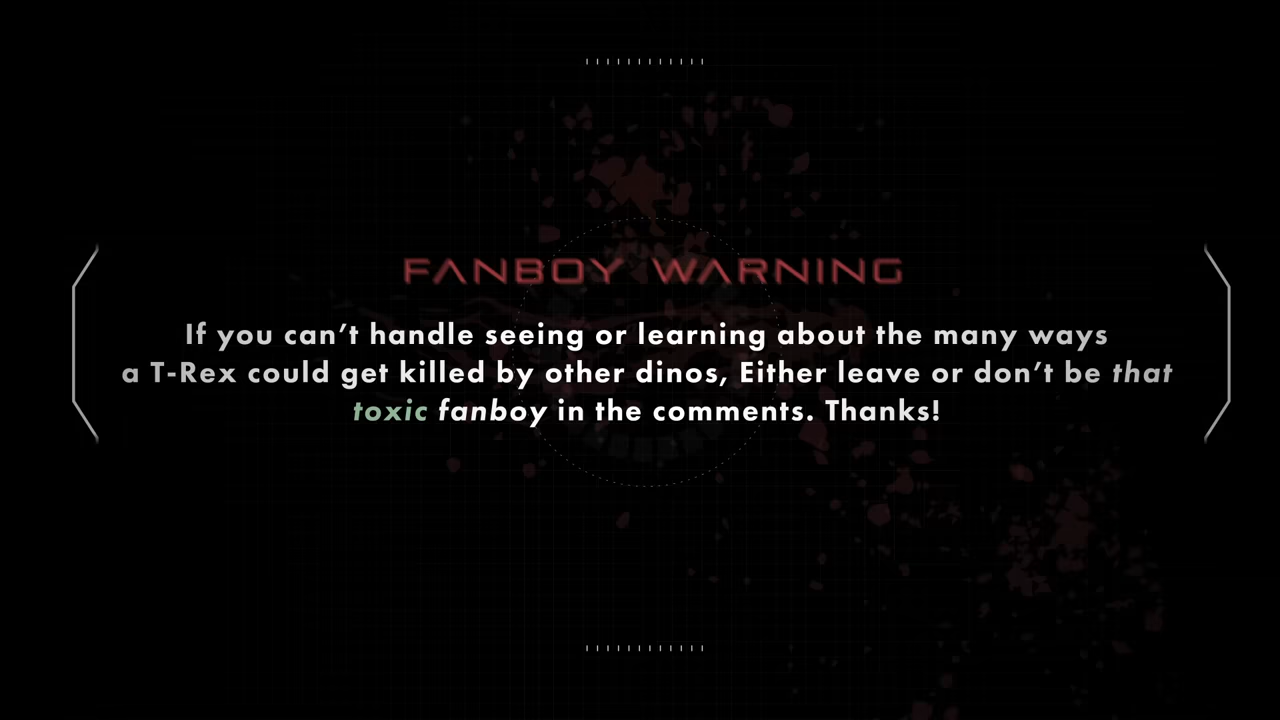 FANBOY WARNING
If you can't handle seeing or learning about the many ways
a T-Rex could get killed by other dinos, Either leave or don't be that
toxic fanboy in the comments. Thanks!